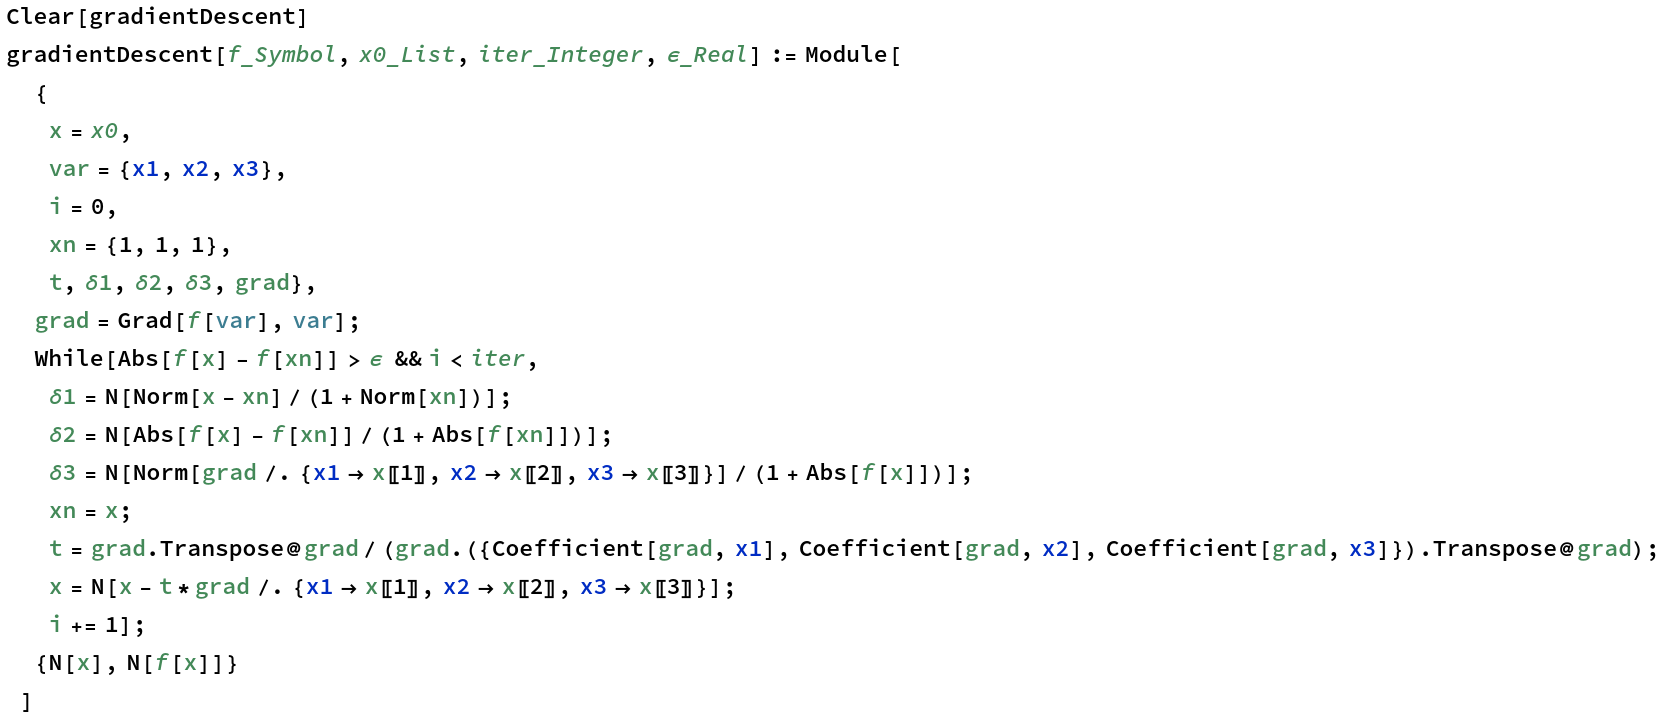 Clear[gradientDescent]
gradientDescent[f_Symbol, x0_List, iter_Integer, ϵ_Real] := Module[
{
x = x0,
var = {x1, x2, x3},
i = 0,
xn = {1, 1, 1},
t, δ1, δ2, δ3, grad},
grad = Grad[f[var], var];
While[Abs[f[x] - f[xn]] > ϵ && i < iter,
δ1 = N[Norm[x - xn] / (1 + Norm[xn])];
δ2 = N[Abs[f[x] - f[xn]] / (1 + Abs[f[xn]])];
δ3 = N[Norm[grad /. {x1 → x⟦1⟧, x2 → x⟦2⟧, x3 → x⟦3⟧}] / (1 + Abs[f[x]])];
xn = x;
t = grad.Transpose@grad / (grad.({Coefficient[grad, x1], Coefficient[grad, x2], Coefficient[grad, x3]}).Transpose@grad);
x = N[x - t * grad /. {x1 → x⟦1⟧, x2 → x⟦2⟧, x3 → x⟦3⟧}];
i += 1];
{N[x], N[f[x]]}
]